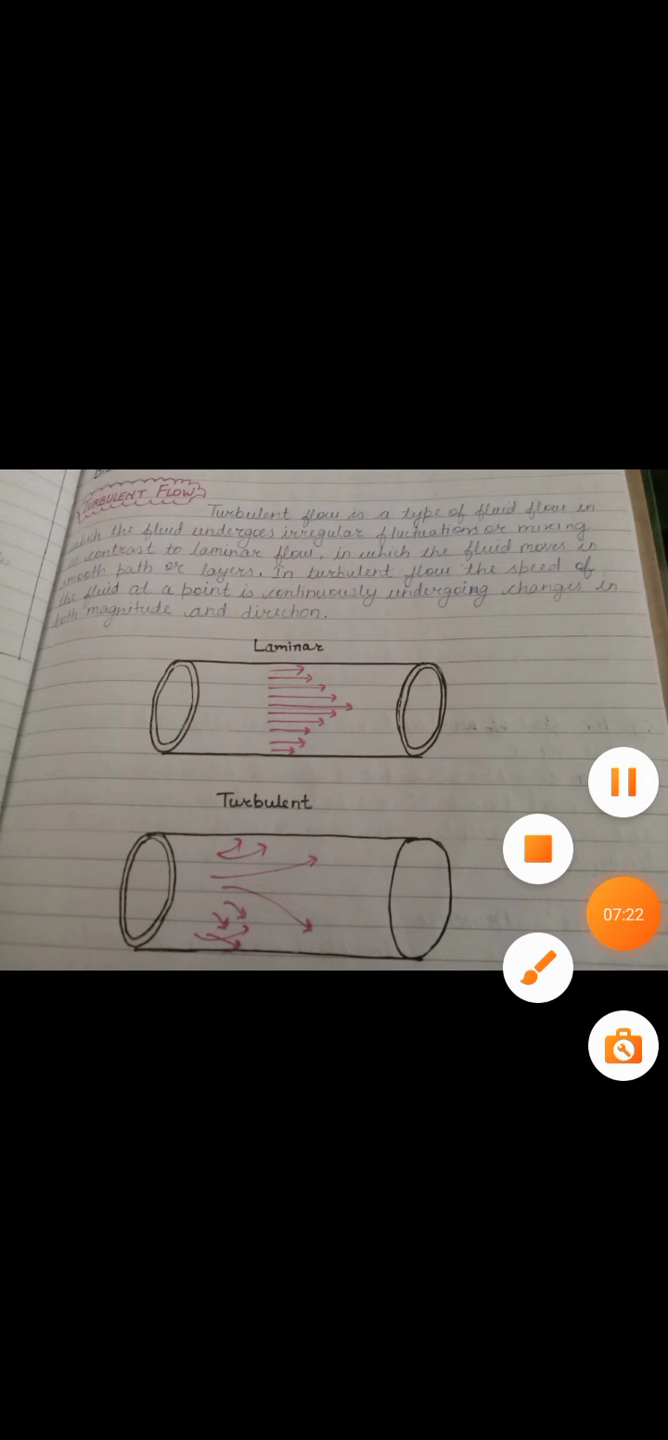 TURBULENT FLOW
Turbulent flow is a type of fluid flow in
which the fluid undergoes irregular fluctuations or mixing
in contrast to laminar flow, in which the fluid moves in
smooth path or layers. In turbulent flow the speed of
the fluid at a point is continuously undergoing changes in
both magnitude and direction.
Laminar
Turbulent
07:22